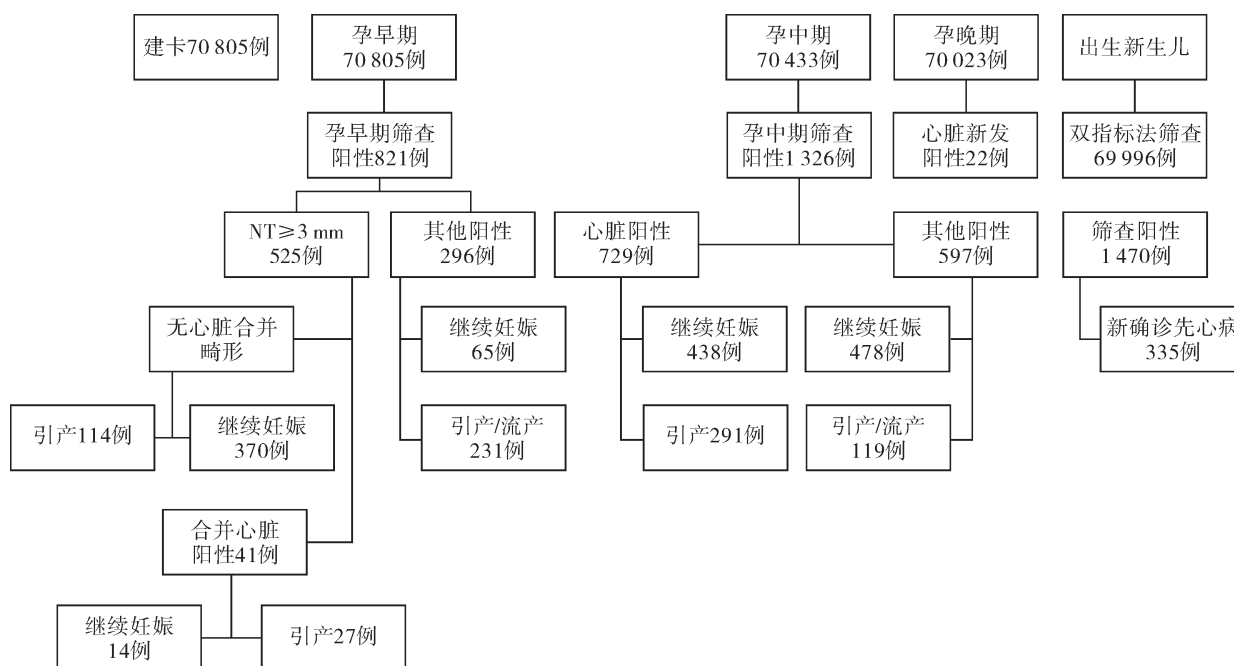 建卡70 805例
孕早期
70 805例
孕中期
70 433例
孕晚期
70 023例
出生新生儿
孕早期筛查
阳性821例
孕中期筛查
阳性1 326例
心脏新发
阳性22例
双指标法筛查
69 996例
NT≥3 mm
525例
其他阳性
296例
心脏阳性
729例
其他阳性
597例
筛查阳性
1 470例
无心脏合并
畸形
继续妊娠
65例
继续妊娠
438例
继续妊娠
478例
新确诊先心病
335例
引产114例
继续妊娠
370例
引产/流产
231例
引产291例
引产/流产
119例
合并心脏
阳性41例
继续妊娠
14例
引产27例